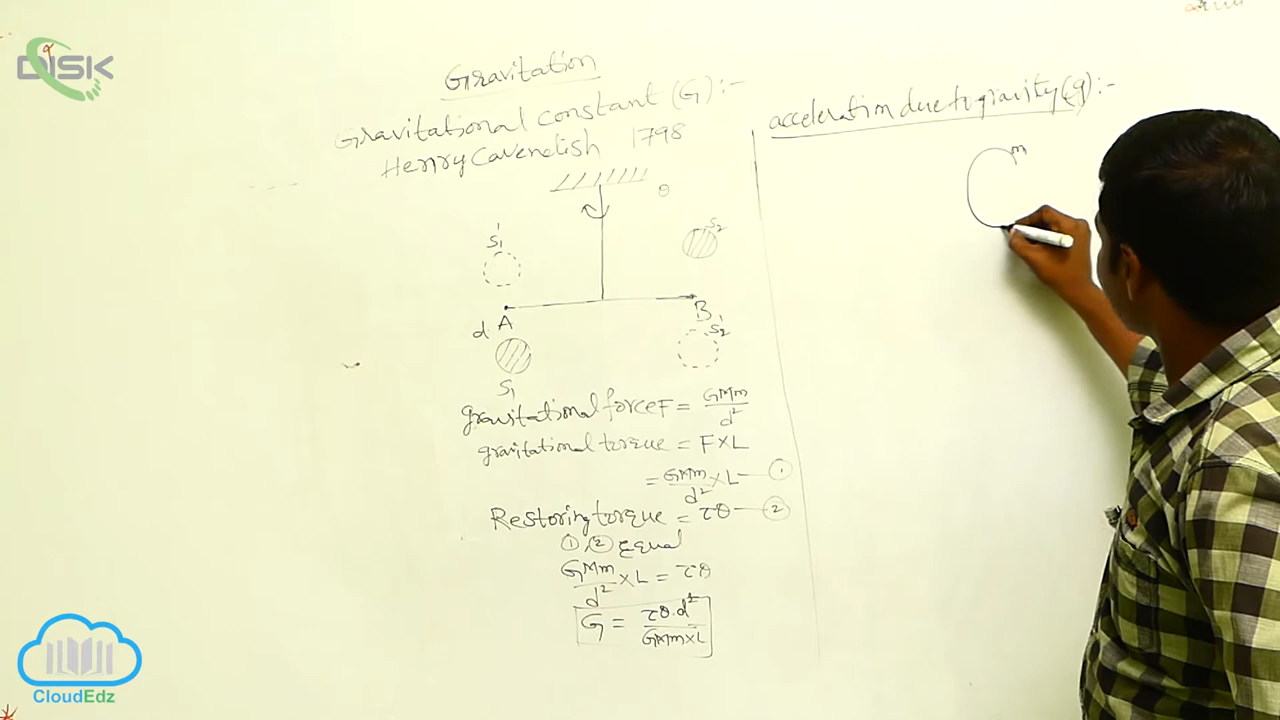 DISK
Gravitation
Gravitational constant (G):-
Henry Cavendish 1798
θ
S₁'
S₂
A
B
d
S₂'
S₁
gravitational force F = GMm/d²
gravitational torque = F×L
= GMm/d² ×L — ①
Restoring torque = τθ — ②
① , ② Equal
GMm/d² ×L = τθ
G = τθ.d²/GMm×L
acceleration due to gravity (g):-
m
CloudEdz